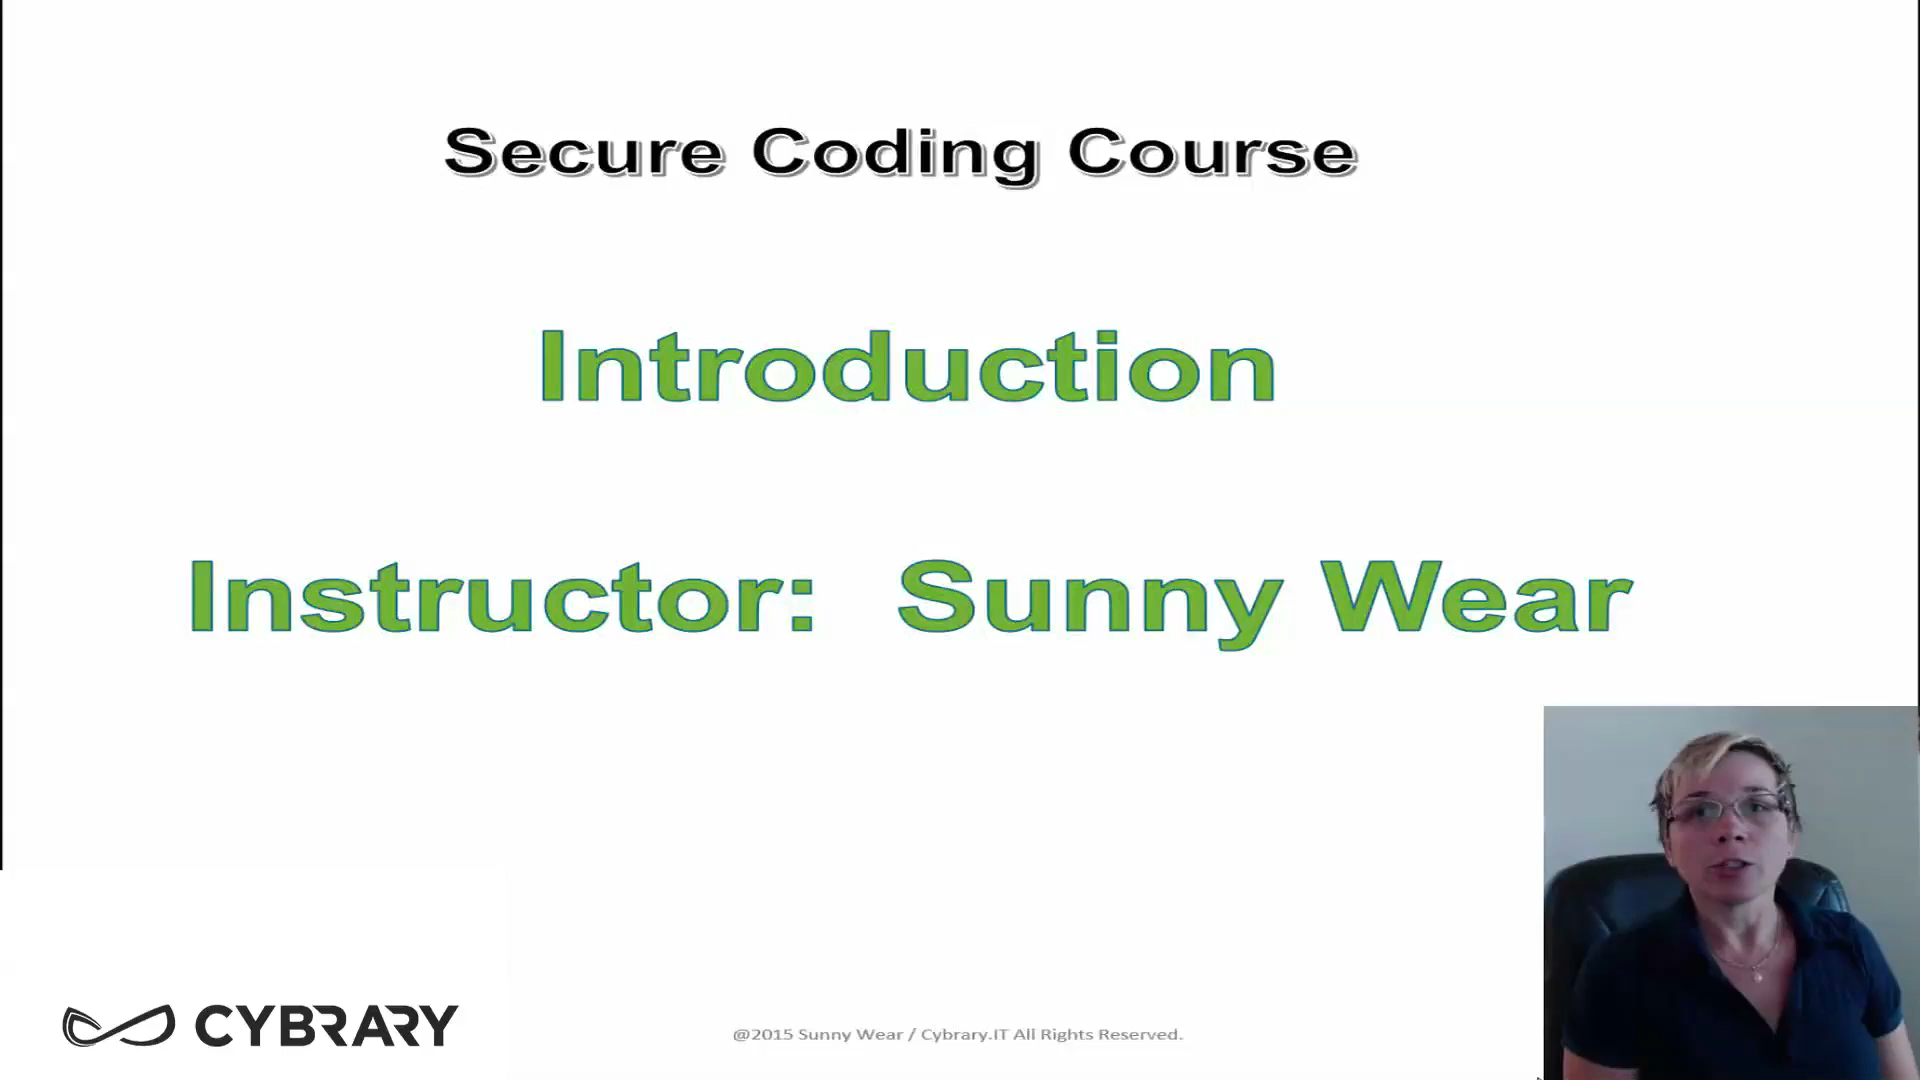 Secure Coding Course
Introduction
Instructor: Sunny Wear
CYBRARY
@2015 Sunny Wear / Cybrary.IT All Rights Reserved.